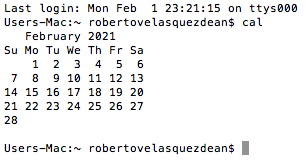 Last login: Mon Feb  1 23:21:15 on ttys000
Users-Mac:~ robertovelasquezdean$ cal
   February 2021
Su Mo Tu We Th Fr Sa
    1  2  3  4  5  6
 7  8  9 10 11 12 13
14 15 16 17 18 19 20
21 22 23 24 25 26 27
28
Users-Mac:~ robertovelasquezdean$